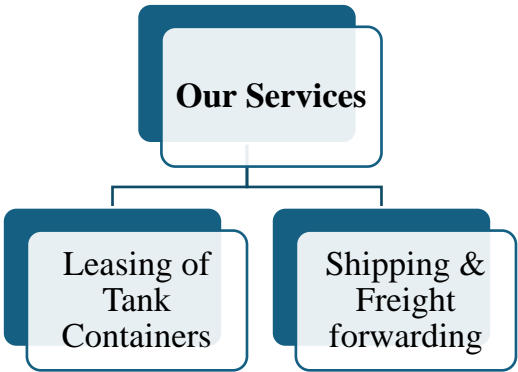 Our Services
Leasing of
Tank
Containers
Shipping &
Freight
forwarding